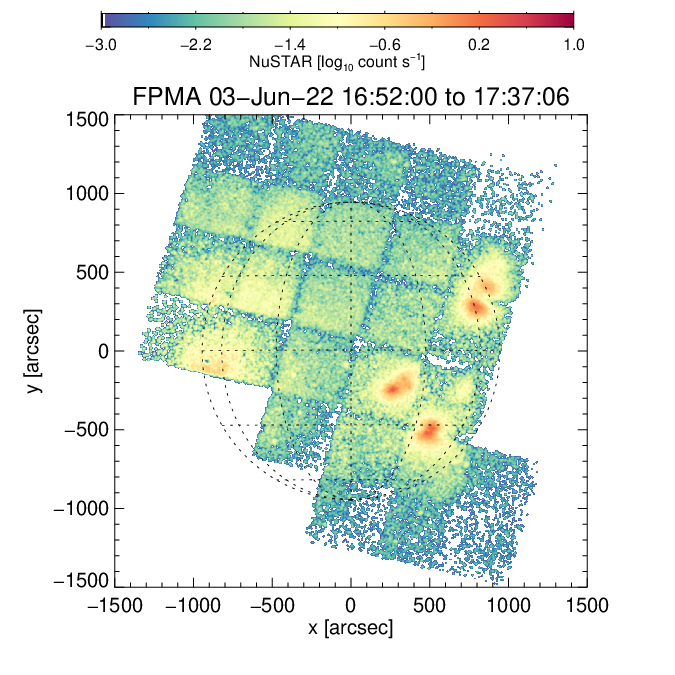 −3.0 −2.2 −1.4 −0.6 0.2 1.0
NuSTAR [log₁₀ count s⁻¹]
FPMA 03−Jun−22 16:52:00 to 17:37:06
1500
1000
500
0
−500
−1000
−1500
y [arcsec]
−1500 −1000 −500 0 500 1000 1500
x [arcsec]